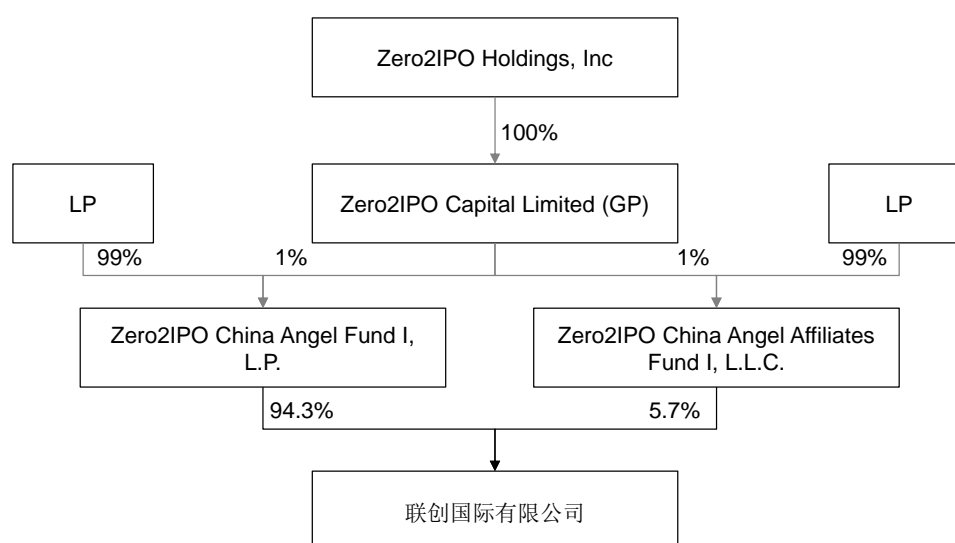 Zero2IPO Holdings, Inc
100%
LP
Zero2IPO Capital Limited (GP)
LP
99%
1%
1%
99%
Zero2IPO China Angel Fund I,
L.P.
Zero2IPO China Angel Affiliates
Fund I, L.L.C.
94.3%
5.7%
联创国际有限公司